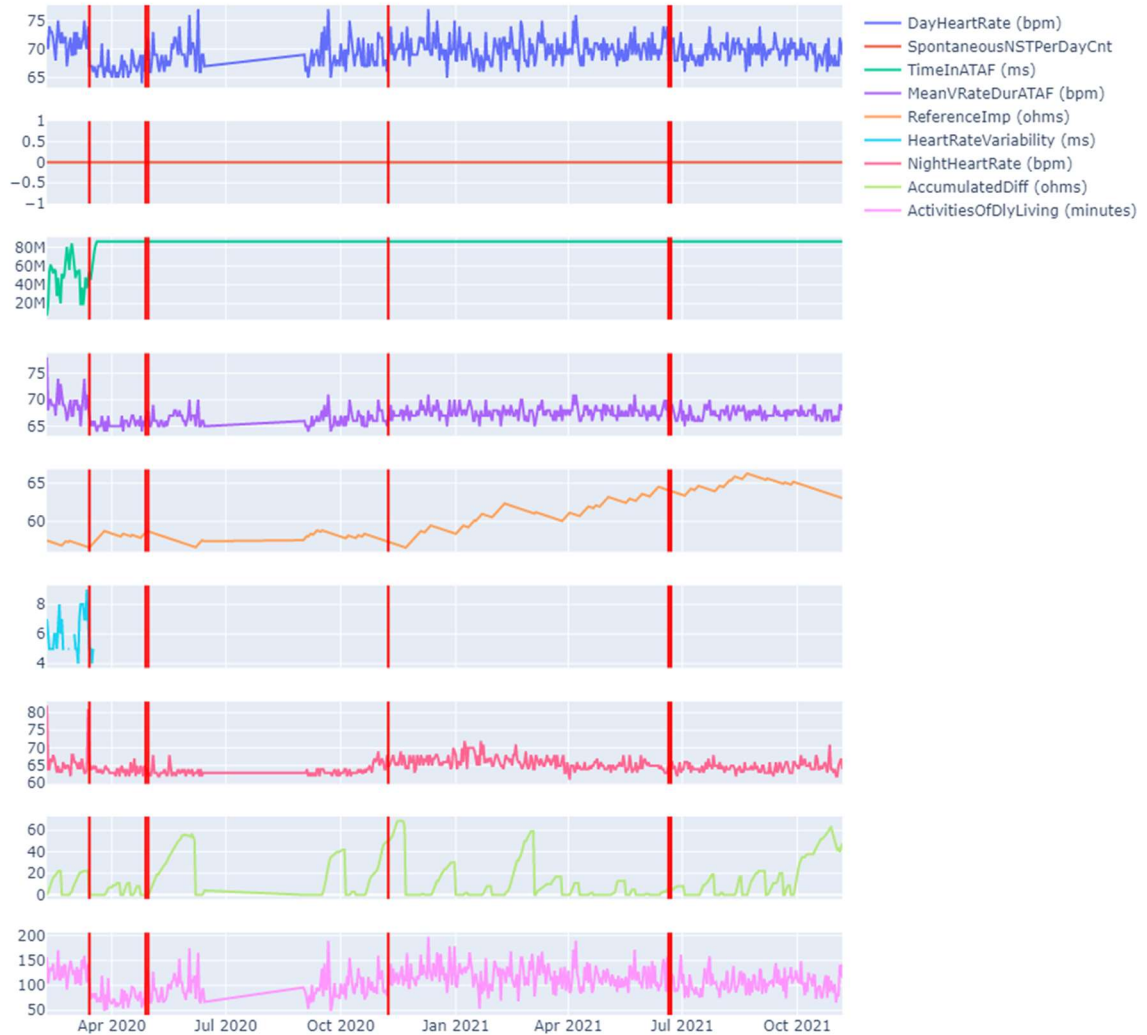 75
70
65
1
0.5
0
−0.5
−1
80M
60M
40M
20M
75
70
65
65
60
8
6
4
80
75
70
65
60
60
40
20
0
200
150
100
50
Apr 2020 Jul 2020 Oct 2020 Jan 2021 Apr 2021 Jul 2021 Oct 2021
DayHeartRate (bpm)
SpontaneousNSTPerDayCnt
TimeInATAF (ms)
MeanVRateDurATAF (bpm)
ReferenceImp (ohms)
HeartRateVariability (ms)
NightHeartRate (bpm)
AccumulatedDiff (ohms)
ActivitiesOfDlyLiving (minutes)